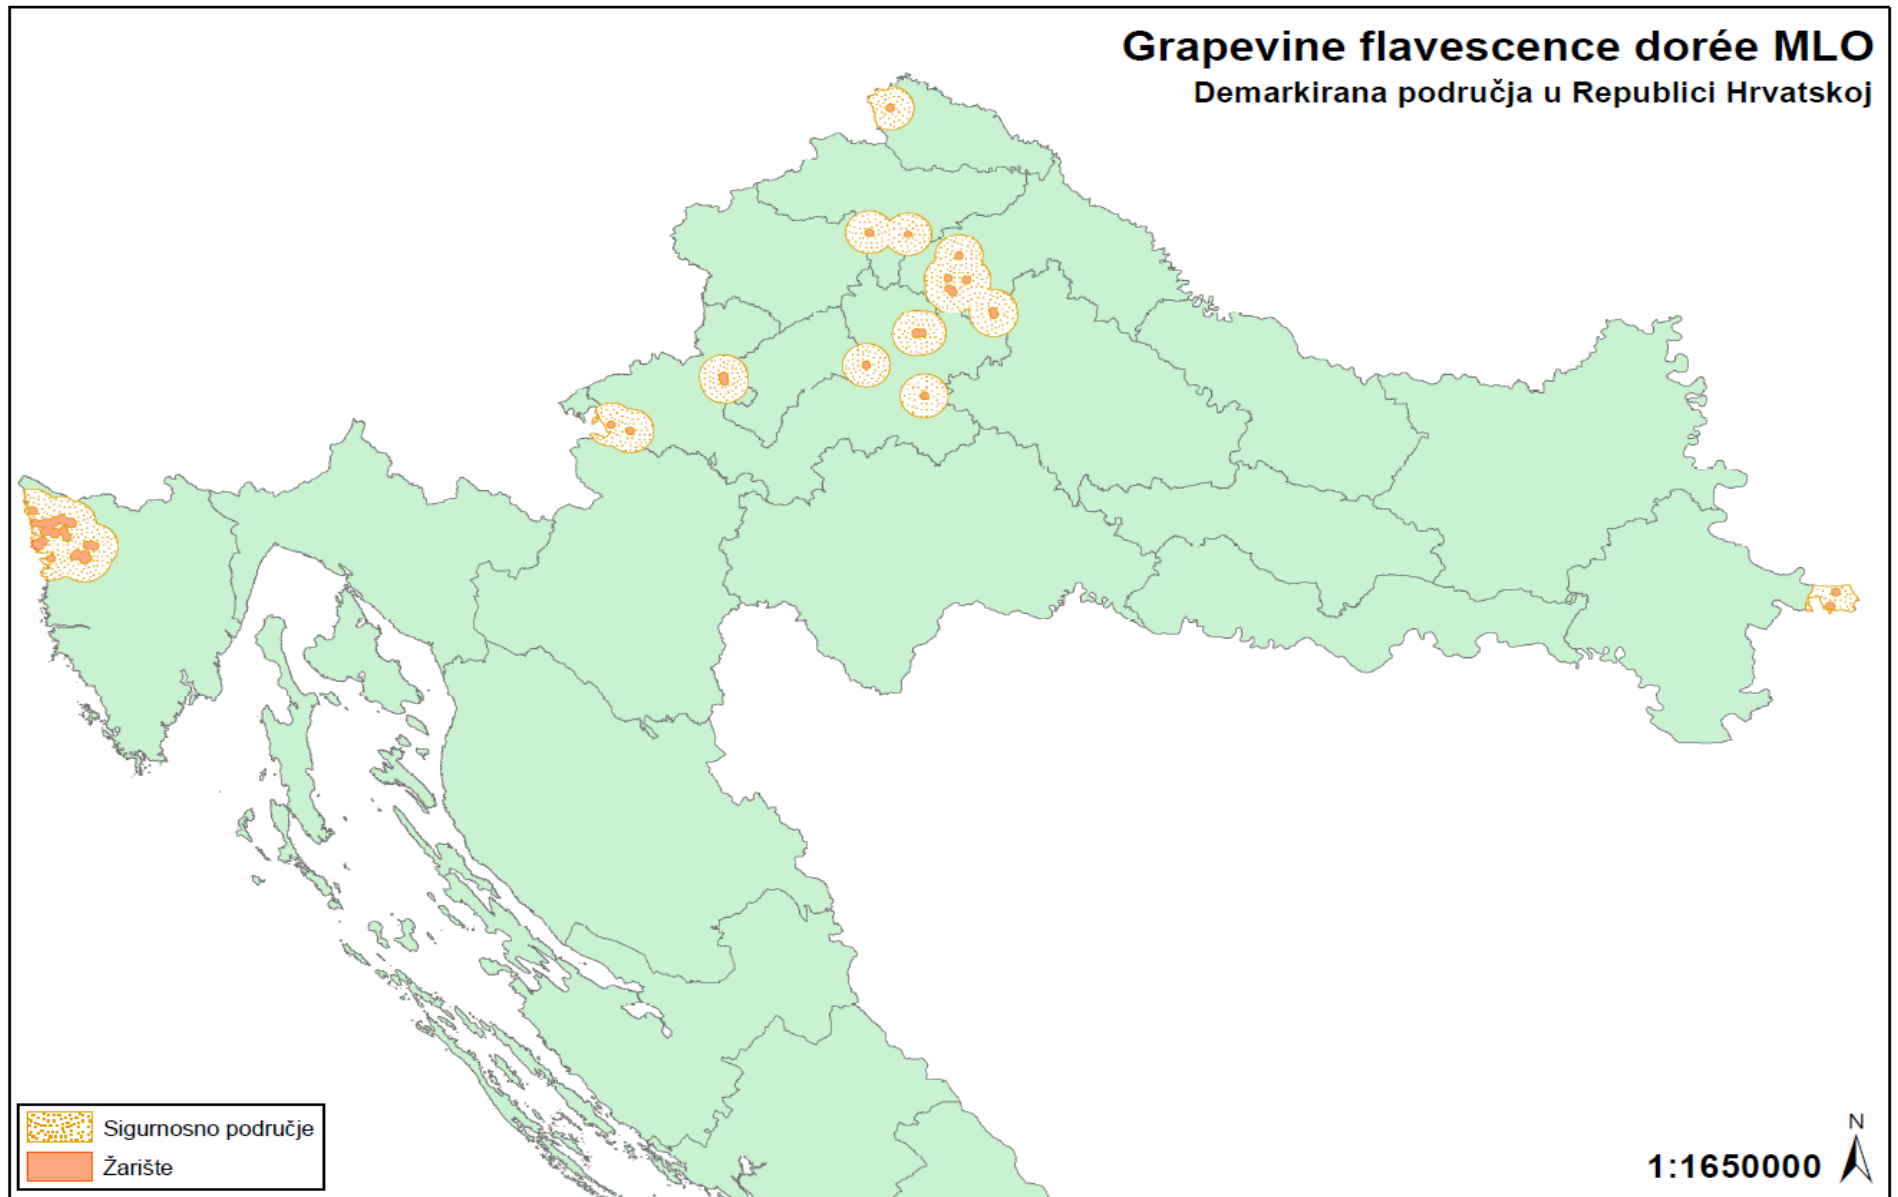 Grapevine flavescence dorée MLO
Demarkirana područja u Republici Hrvatskoj
Sigurnosno područje
Žarište
N
1:1650000